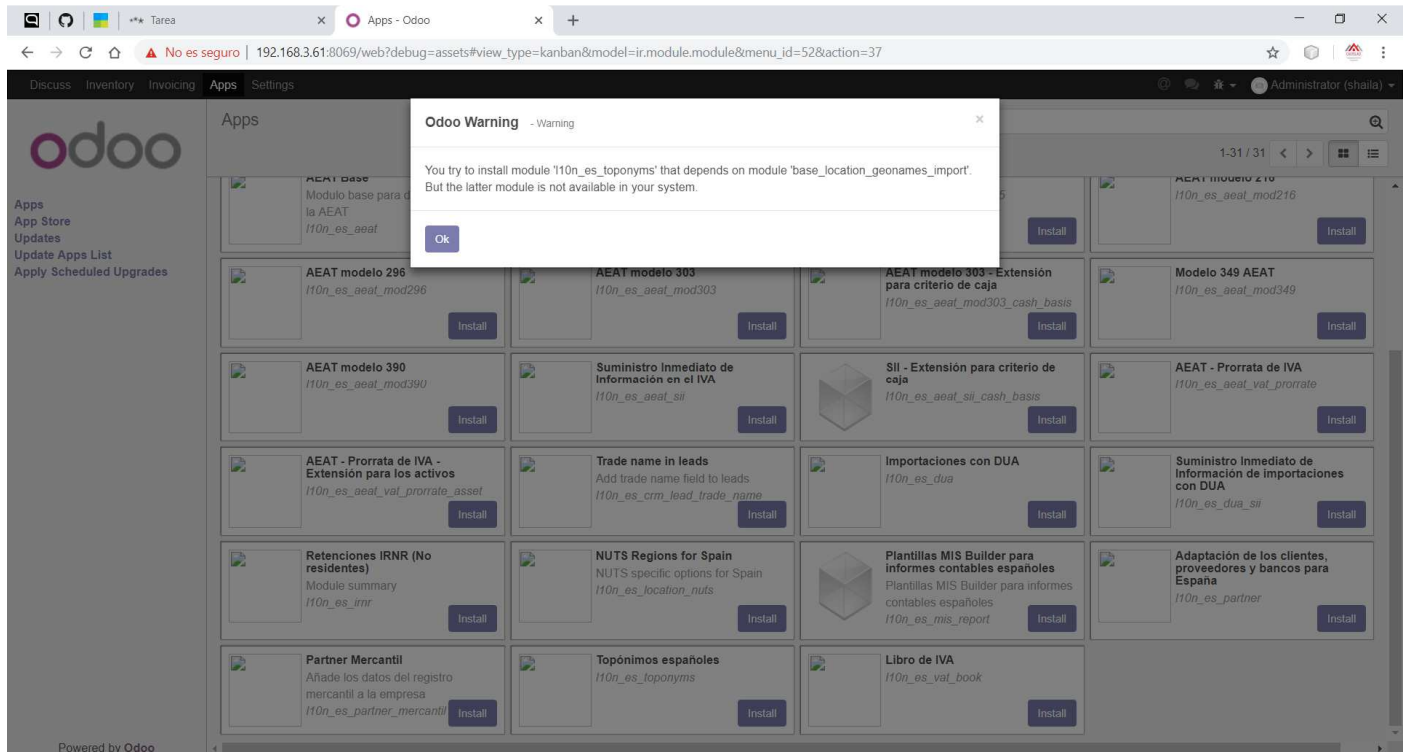 Tarea
Apps - Odoo
No es seguro | 192.168.3.61:8069/web?debug=assets#view_type=kanban&model=ir.module.module&menu_id=52&action=37
Discuss Inventory Invoicing Apps Settings
Administrator (shaila)
odoo
Apps
1-31 / 31
Apps
App Store
Updates
Update Apps List
Apply Scheduled Upgrades
Odoo Warning - Warning
×
You try to install module 'l10n_es_toponyms' that depends on module 'base_location_geonames_import'.
But the latter module is not available in your system.
Ok
AEAT Base
Modulo base para d
la AEAT
l10n_es_aeat
Install
AEAT modelo 216
l10n_es_aeat_mod216
Install
AEAT modelo 296
l10n_es_aeat_mod296
Install
AEAT modelo 303
l10n_es_aeat_mod303
Install
AEAT modelo 303 - Extensión
para criterio de caja
l10n_es_aeat_mod303_cash_basis
Install
Modelo 349 AEAT
l10n_es_aeat_mod349
Install
AEAT modelo 390
l10n_es_aeat_mod390
Install
Suministro Inmediato de
Información en el IVA
l10n_es_aeat_sii
Install
SII - Extensión para criterio de
caja
l10n_es_aeat_sii_cash_basis
Install
AEAT - Prorrata de IVA
l10n_es_aeat_vat_prorrate
Install
AEAT - Prorrata de IVA -
Extensión para los activos
l10n_es_aeat_vat_prorrate_asset
Install
Trade name in leads
Add trade name field to leads
l10n_es_crm_lead_trade_name
Install
Importaciones con DUA
l10n_es_dua
Install
Suministro Inmediato de
Información de importaciones
con DUA
l10n_es_dua_sii
Install
Retenciones IRNR (No
residentes)
Module summary
l10n_es_irnr
Install
NUTS Regions for Spain
NUTS specific options for Spain
l10n_es_location_nuts
Install
Plantillas MIS Builder para
informes contables españoles
Plantillas MIS Builder para informes
contables españoles
l10n_es_mis_report
Install
Adaptación de los clientes,
proveedores y bancos para
España
l10n_es_partner
Install
Partner Mercantil
Añade los datos del registro
mercantil a la empresa
l10n_es_partner_mercantil
Install
Topónimos españoles
l10n_es_toponyms
Install
Libro de IVA
l10n_es_vat_book
Install
Powered by Odoo